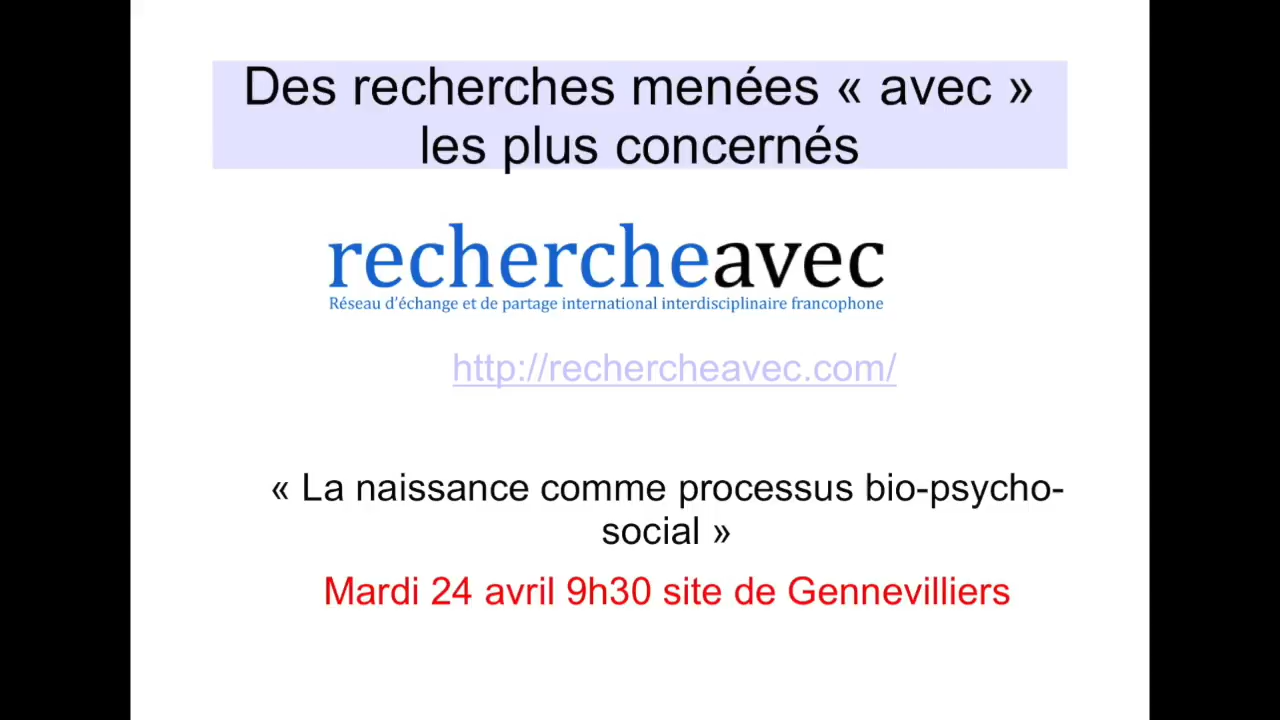 Des recherches menées « avec »
les plus concernés
rechercheavec
Réseau d'échange et de partage international interdisciplinaire francophone
http://rechercheavec.com/
« La naissance comme processus bio-psycho-
social »
Mardi 24 avril 9h30 site de Gennevilliers